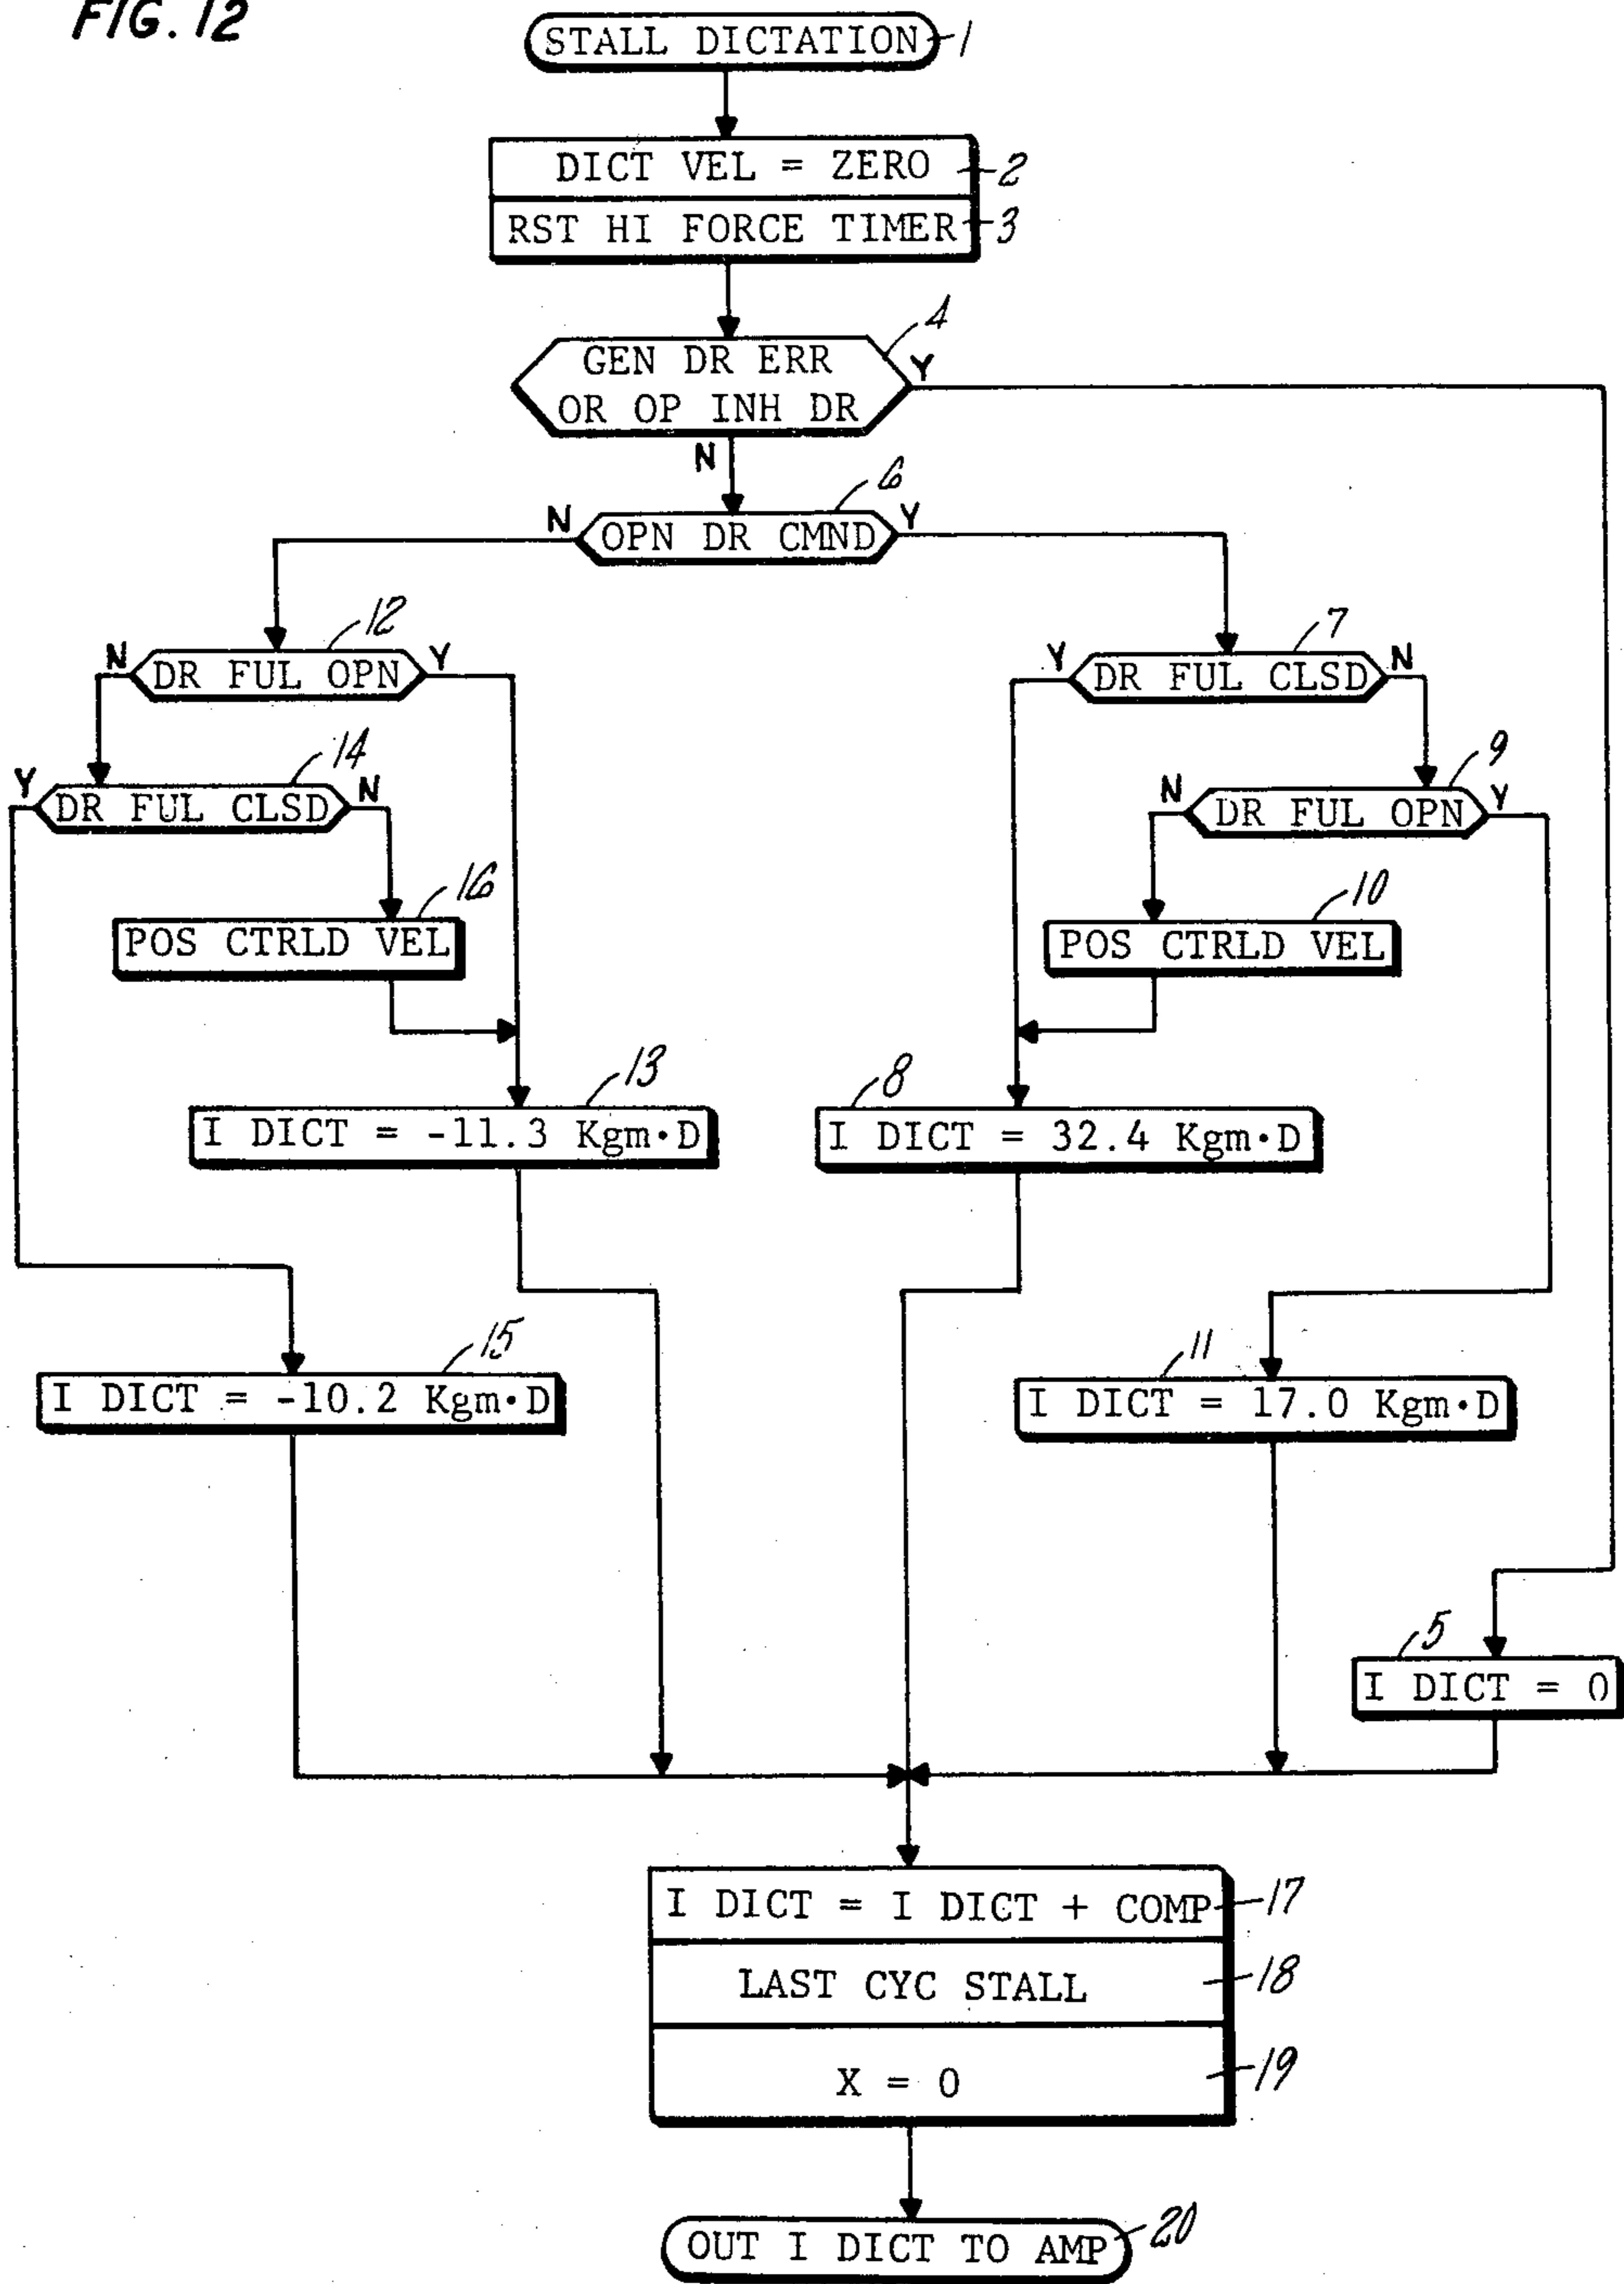 FIG. 12
STALL DICTATION 1
DICT VEL = ZERO 2
RST HI FORCE TIMER 3
4
GEN DR ERR Y
OR OP INH DR
N
6
N OPN DR CMND Y
12 7
N DR FUL OPN Y
Y DR FUL CLSD N
14 9
Y DR FUL CLSD N
N DR FUL OPN Y
16 10
POS CTRLD VEL
POS CTRLD VEL
13 8
I DICT = -11.3 Kgm·D
I DICT = 32.4 Kgm·D
15 11
I DICT = -10.2 Kgm·D
I DICT = 17.0 Kgm·D
5
I DICT = 0
I DICT = I DICT + COMP 17
LAST CYC STALL 18
X = 0 19
OUT I DICT TO AMP 20